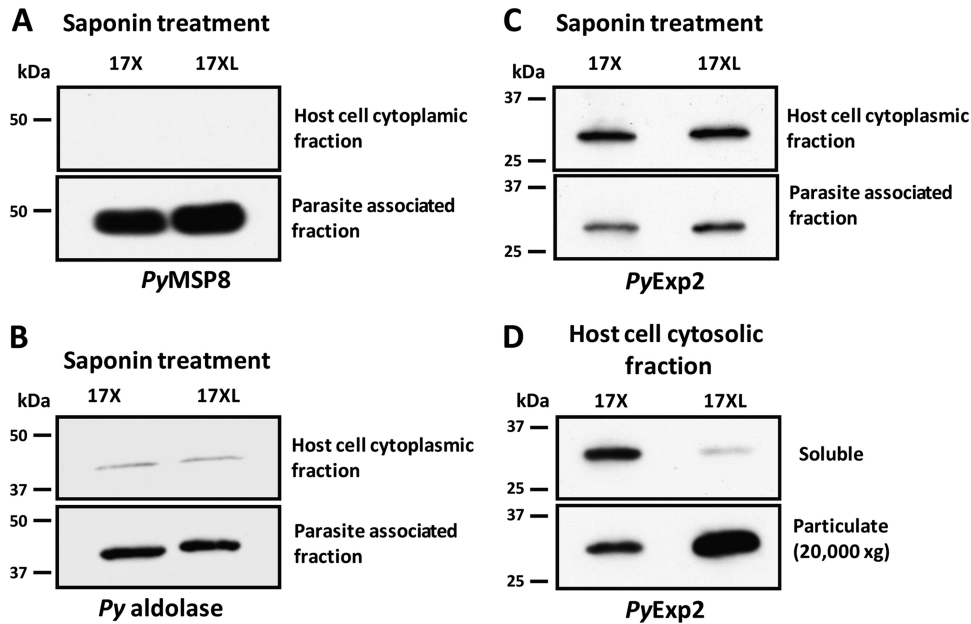 A Saponin treatment
kDa 17X 17XL
50
Host cell cytoplamic
fraction
50
Parasite associated
fraction
PyMSP8
B Saponin treatment
kDa 17X 17XL
50
Host cell cytoplasmic
fraction
37
50
Parasite associated
fraction
37
Py aldolase
C Saponin treatment
kDa 17X 17XL
37
Host cell cytoplasmic
fraction
25
37
Parasite associated
fraction
25
PyExp2
D Host cell cytosolic
fraction
kDa 17X 17XL
37
Soluble
25
37
Particulate
(20,000 xg)
25
PyExp2